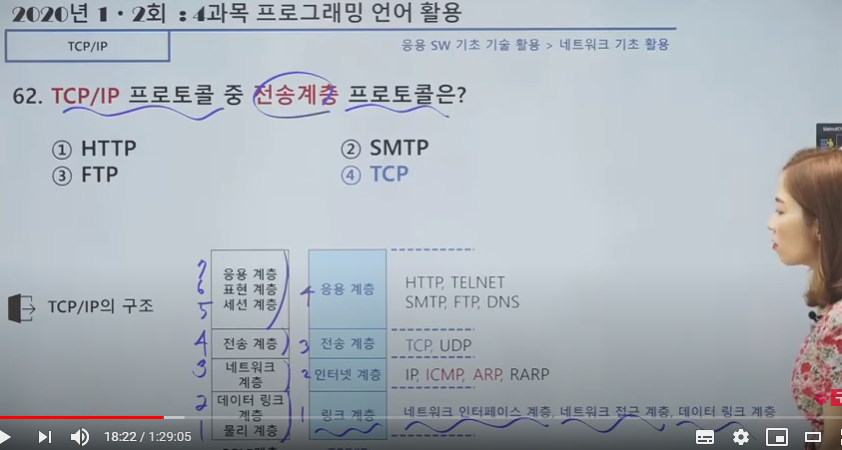 2020년 1 · 2회 : 4과목 프로그래밍 언어 활용
TCP/IP
응용 SW 기초 기술 활용 > 네트워크 기초 활용
62. TCP/IP 프로토콜 중 전송계층 프로토콜은?
① HTTP
② SMTP
③ FTP
④ TCP
TCP/IP의 구조
7 응용 계층
6 표현 계층
5 세션 계층
4 전송 계층
3 네트워크
계층
2 데이터 링크
계층
1 물리 계층
4 응용 계층
HTTP, TELNET
SMTP, FTP, DNS
3 전송 계층
TCP, UDP
2 인터넷 계층
IP, ICMP, ARP, RARP
1 링크 계층
네트워크 인터페이스 계층, 네트워크 접근 계층, 데이터 링크 계층
18:22 / 1:29:05